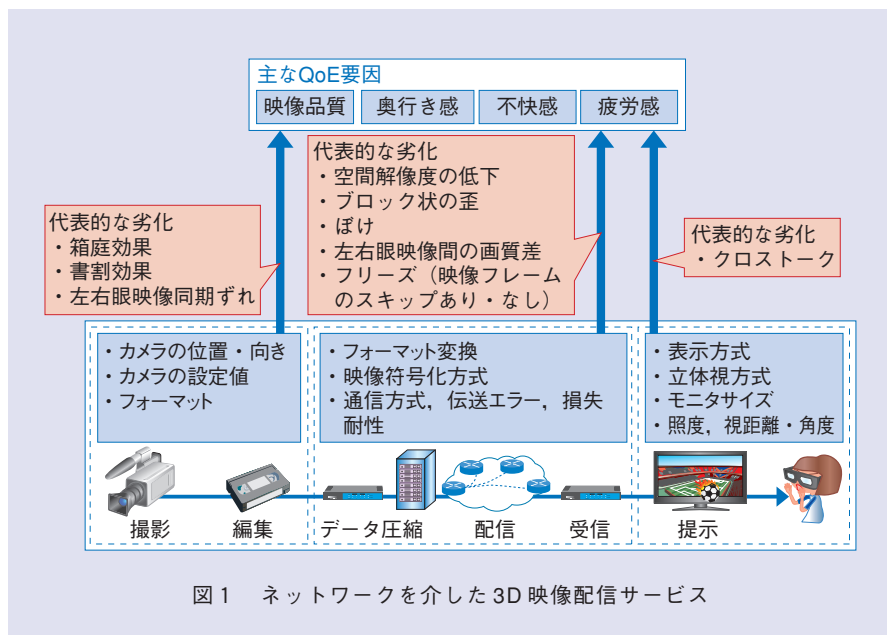 主なQoE要因
映像品質
奥行き感
不快感
疲労感
代表的な劣化
・箱庭効果
・書割効果
・左右眼映像同期ずれ
代表的な劣化
・空間解像度の低下
・ブロック状の歪
・ぼけ
・左右眼映像間の画質差
・フリーズ（映像フレーム
のスキップあり・なし）
代表的な劣化
・クロストーク
・カメラの位置・向き
・カメラの設定値
・フォーマット
・フォーマット変換
・映像符号化方式
・通信方式，伝送エラー，損失
耐性
・表示方式
・立体視方式
・モニタサイズ
・照度，視距離・角度
撮影
編集
データ圧縮
配信
受信
提示
図1 ネットワークを介した3D映像配信サービス